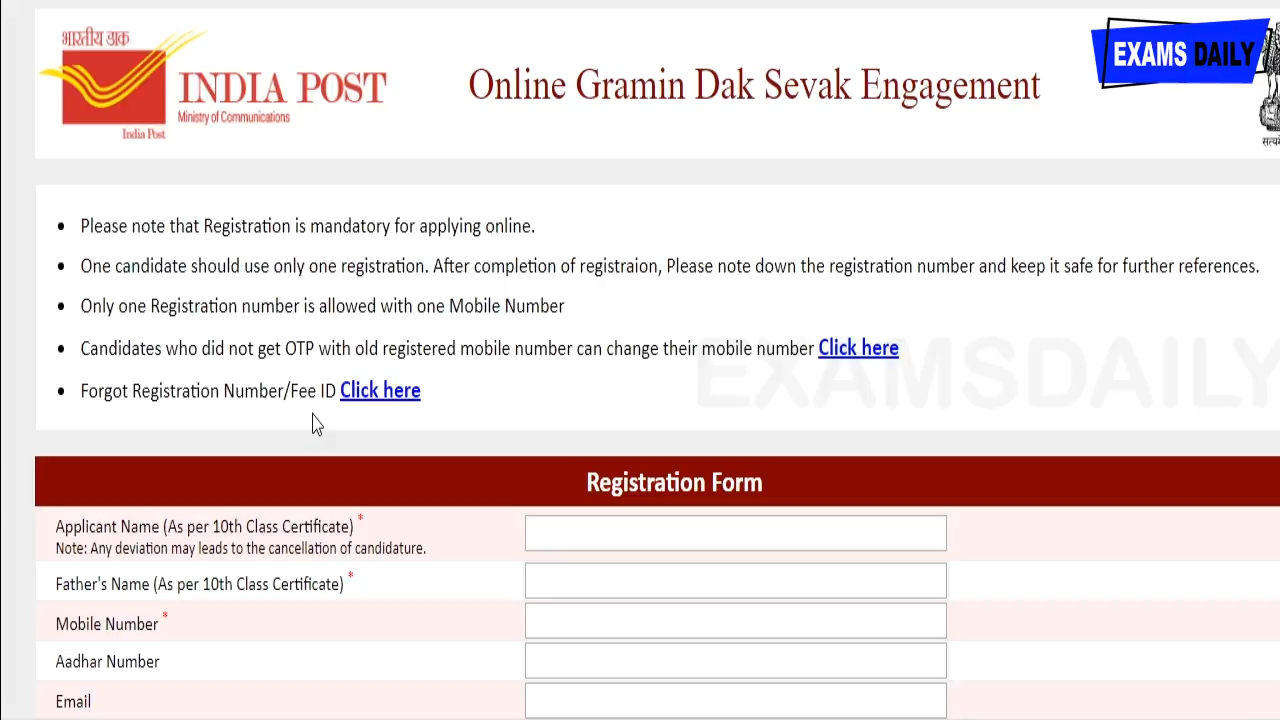 भारतीय डाक
INDIA POST
Ministry of Communications
India Post
Online Gramin Dak Sevak Engagement
EXAMS DAILY
Please note that Registration is mandatory for applying online.
One candidate should use only one registration. After completion of registraion, Please note down the registration number and keep it safe for further references.
Only one Registration number is allowed with one Mobile Number
Candidates who did not get OTP with old registered mobile number can change their mobile number Click here
Forgot Registration Number/Fee ID Click here
EXAMSDAILY
Registration Form
Applicant Name (As per 10th Class Certificate) *
Note: Any deviation may leads to the cancellation of candidature.
Father's Name (As per 10th Class Certificate) *
Mobile Number *
Aadhar Number
Email